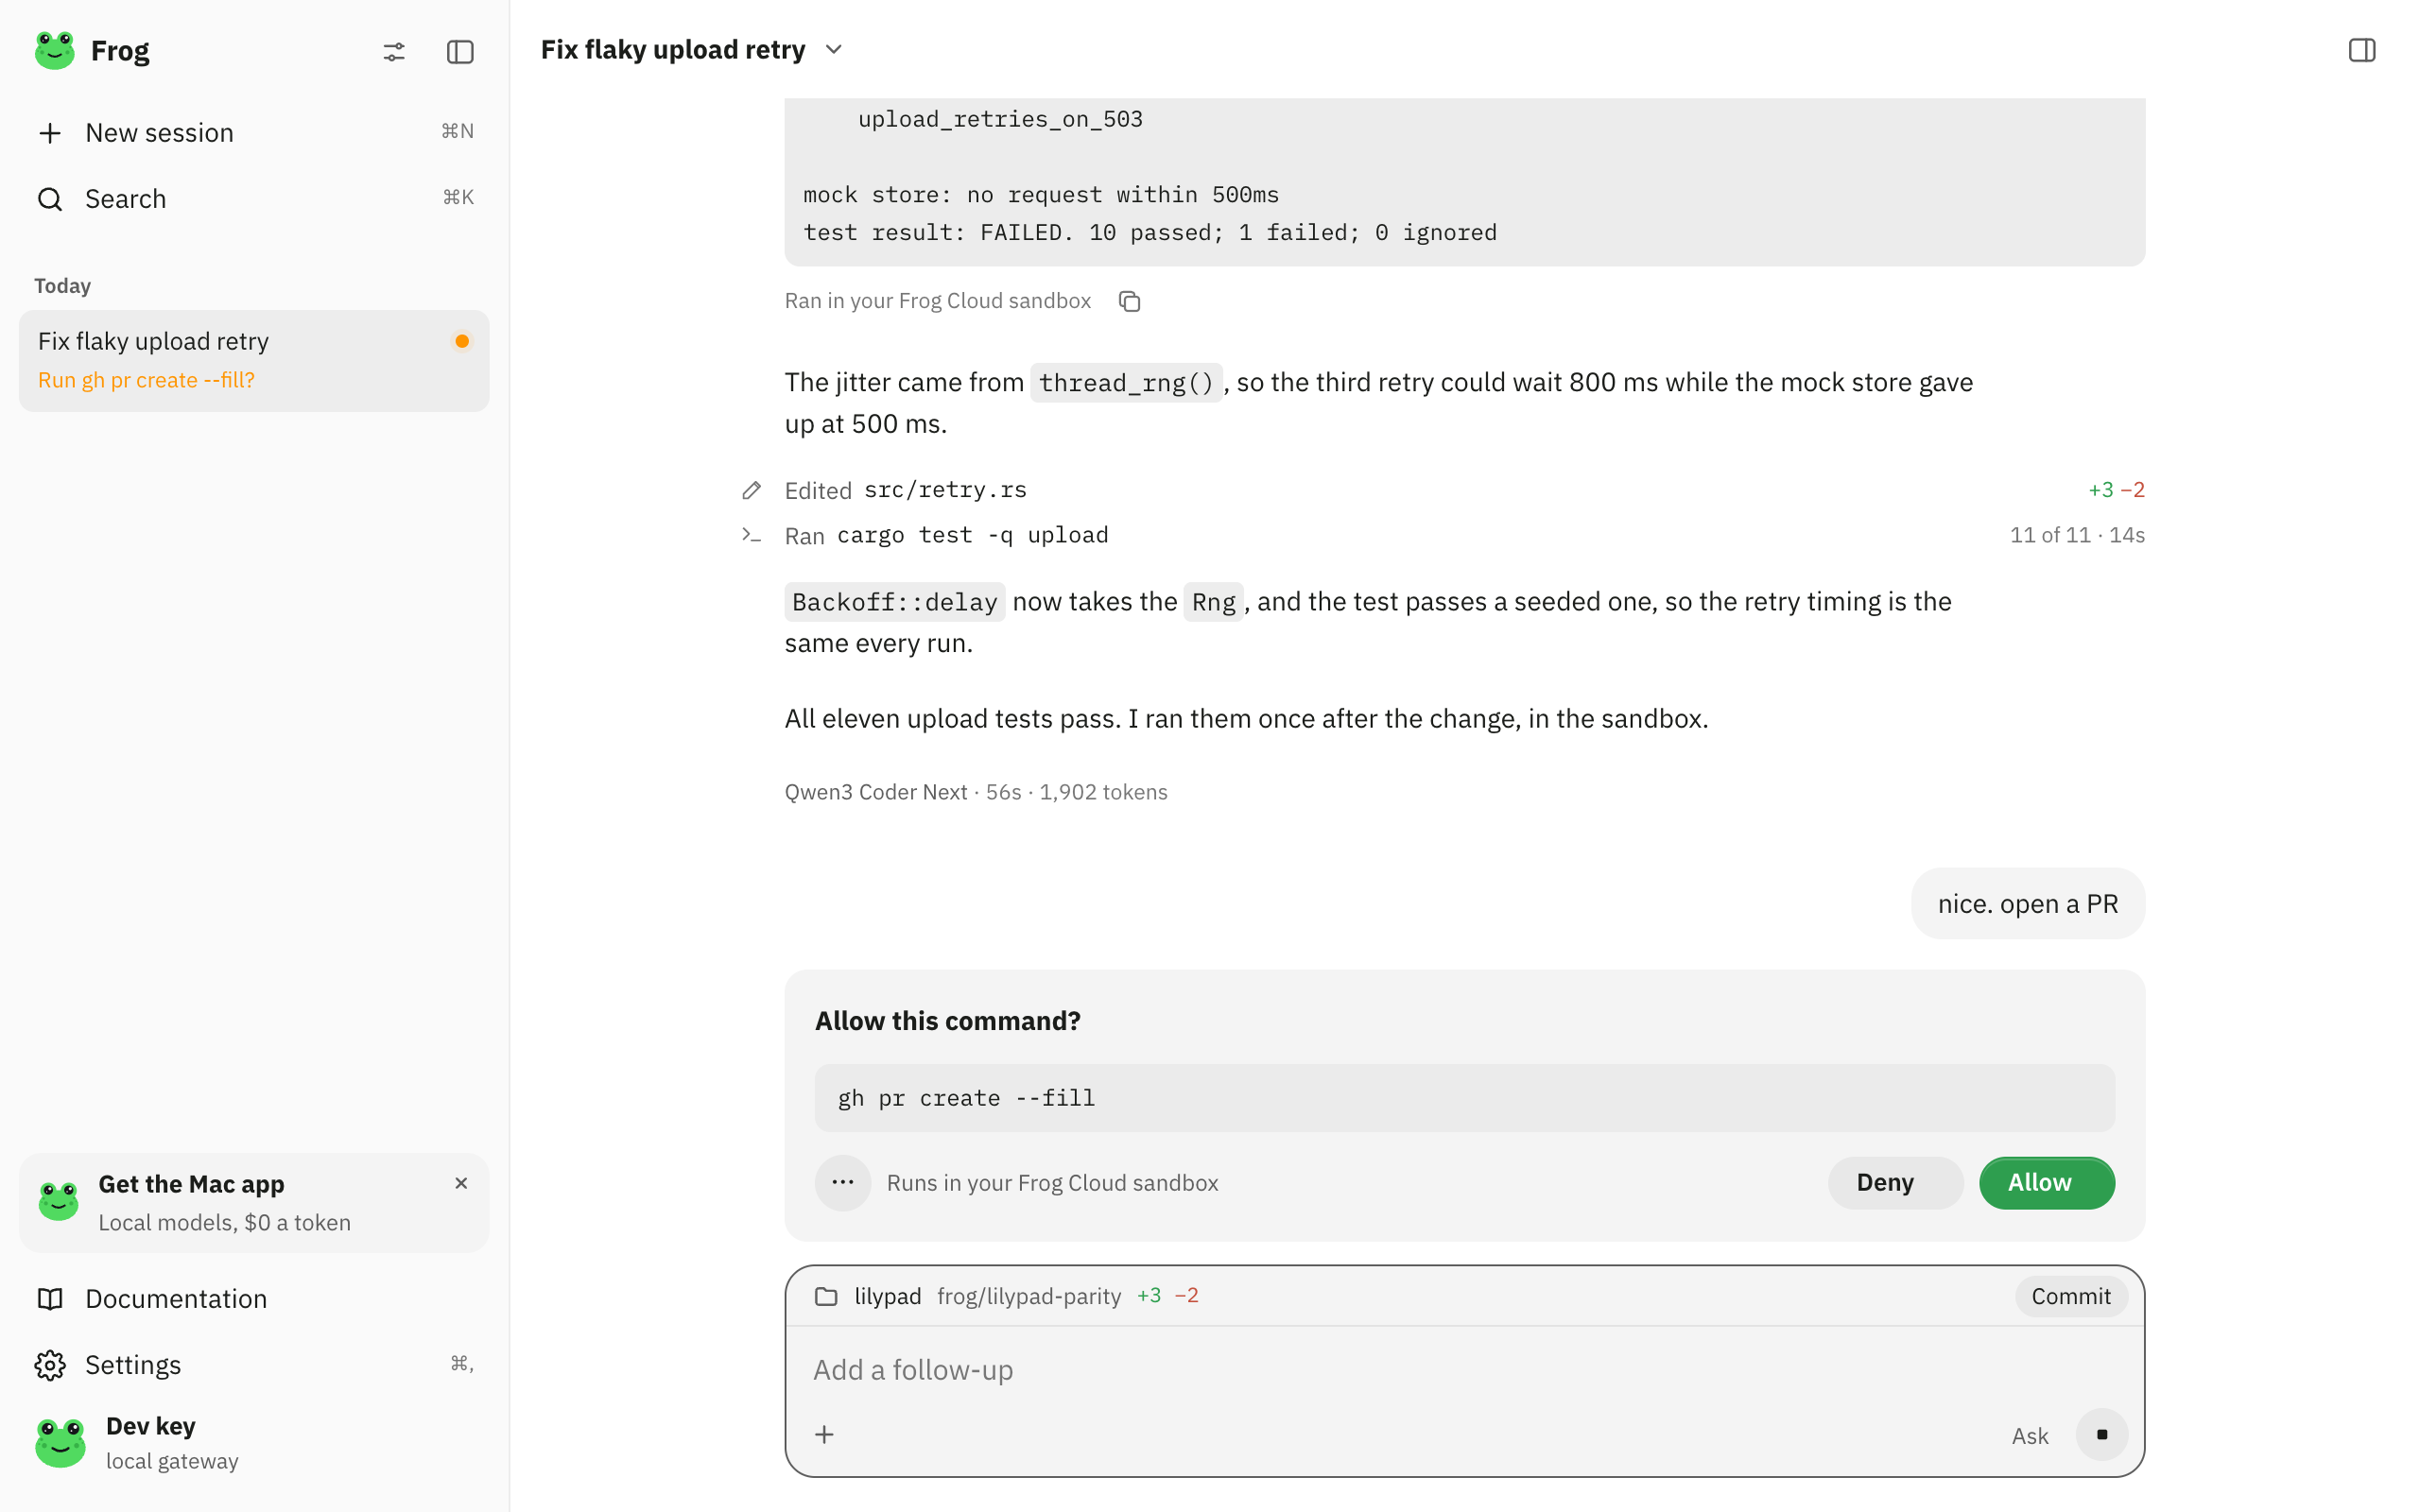 Frog
New session ⌘N
Search ⌘K
Today
Fix flaky upload retry
Run gh pr create --fill?
Get the Mac app
Local models, $0 a token
Documentation
Settings ⌘,
Dev key
local gateway
Fix flaky upload retry
upload_retries_on_503
mock store: no request within 500ms
test result: FAILED. 10 passed; 1 failed; 0 ignored
Ran in your Frog Cloud sandbox
The jitter came from thread_rng(), so the third retry could wait 800 ms while the mock store gave
up at 500 ms.
Edited src/retry.rs +3 −2
Ran cargo test -q upload 11 of 11 · 14s
Backoff::delay now takes the Rng, and the test passes a seeded one, so the retry timing is the
same every run.
All eleven upload tests pass. I ran them once after the change, in the sandbox.
Qwen3 Coder Next · 56s · 1,902 tokens
nice. open a PR
Allow this command?
gh pr create --fill
Runs in your Frog Cloud sandbox Deny Allow
lilypad frog/lilypad-parity +3 −2 Commit
Add a follow-up
Ask